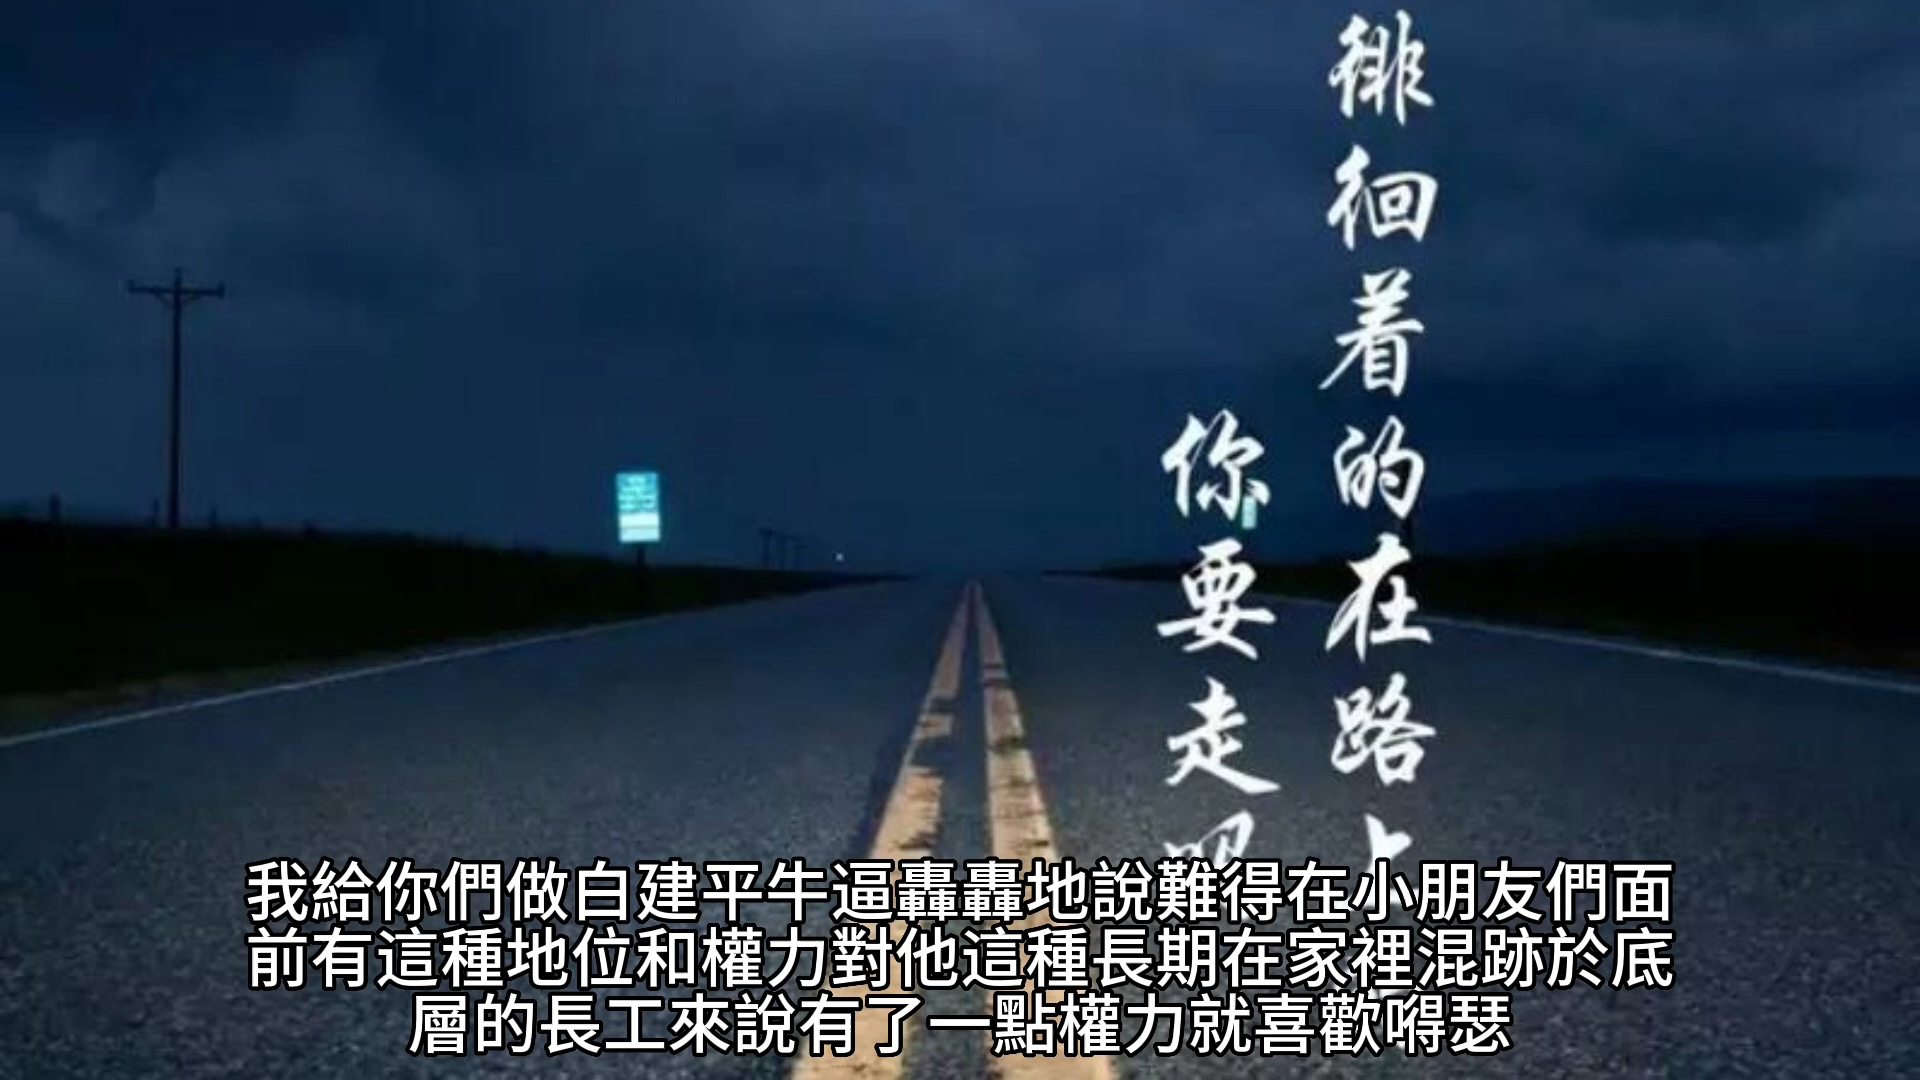 徘徊着的在路上
你要走吧
我給你們做白建平牛逼轟轟地說難得在小朋友們面
前有這種地位和權力對他這種長期在家裡混跡於底
層的長工來說有了一點權力就喜歡嘚瑟